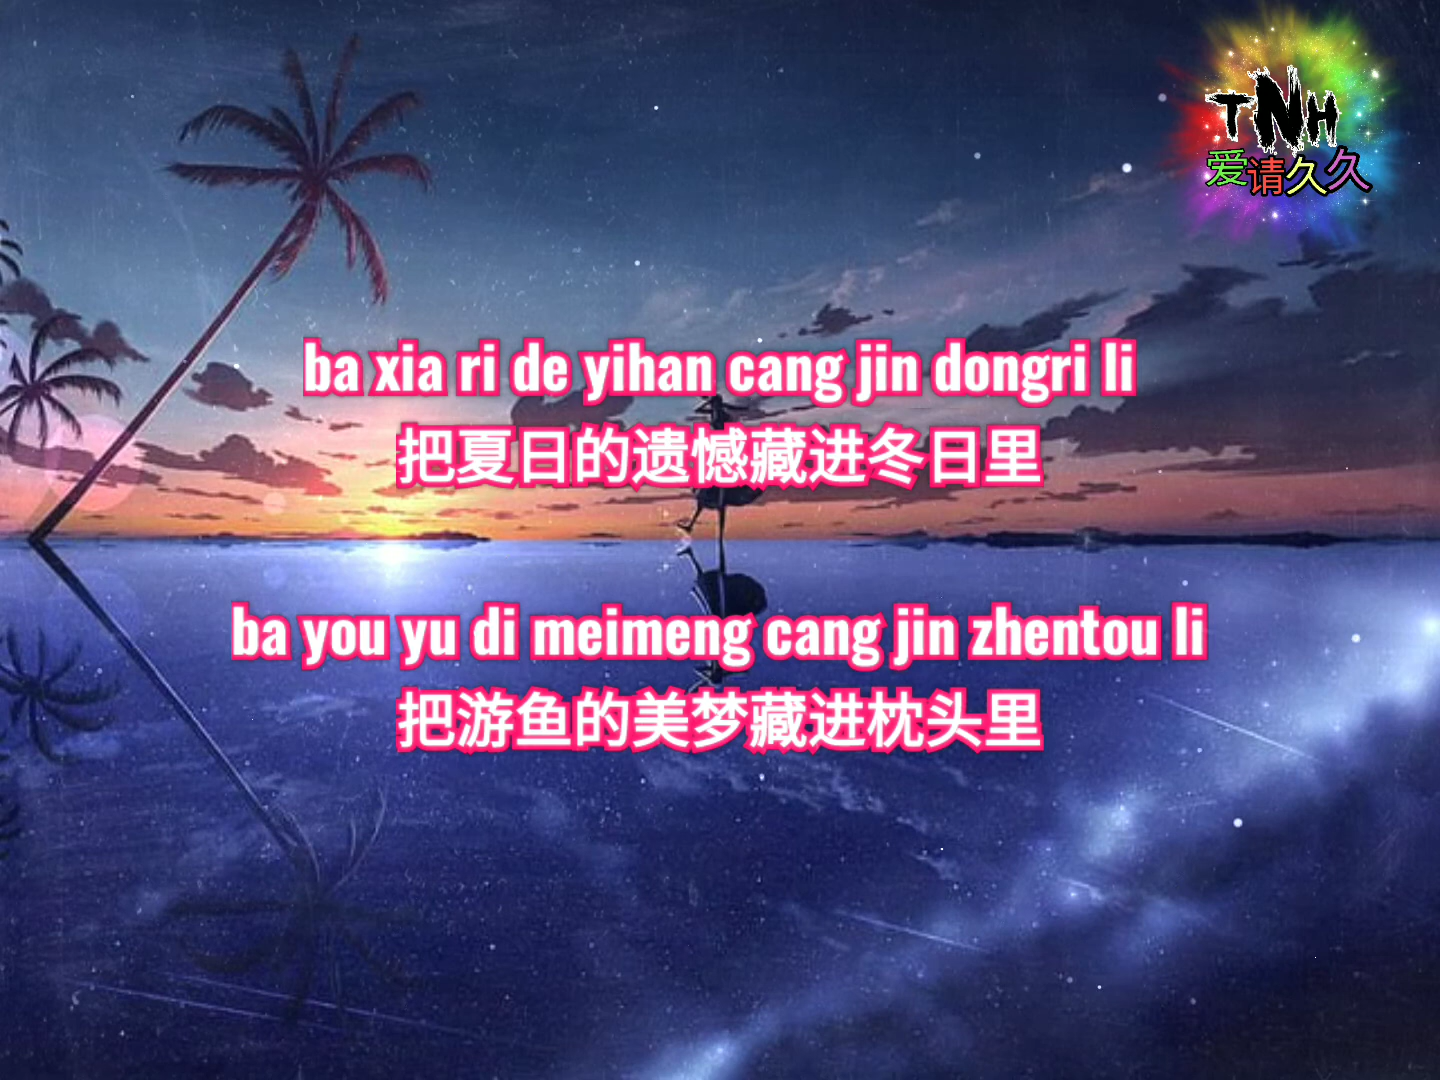 TNH
爱请久久
ba xia ri de yihan cang jin dongri li
把夏日的遗憾藏进冬日里
ba you yu di meimeng cang jin zhentou li
把游鱼的美梦藏进枕头里